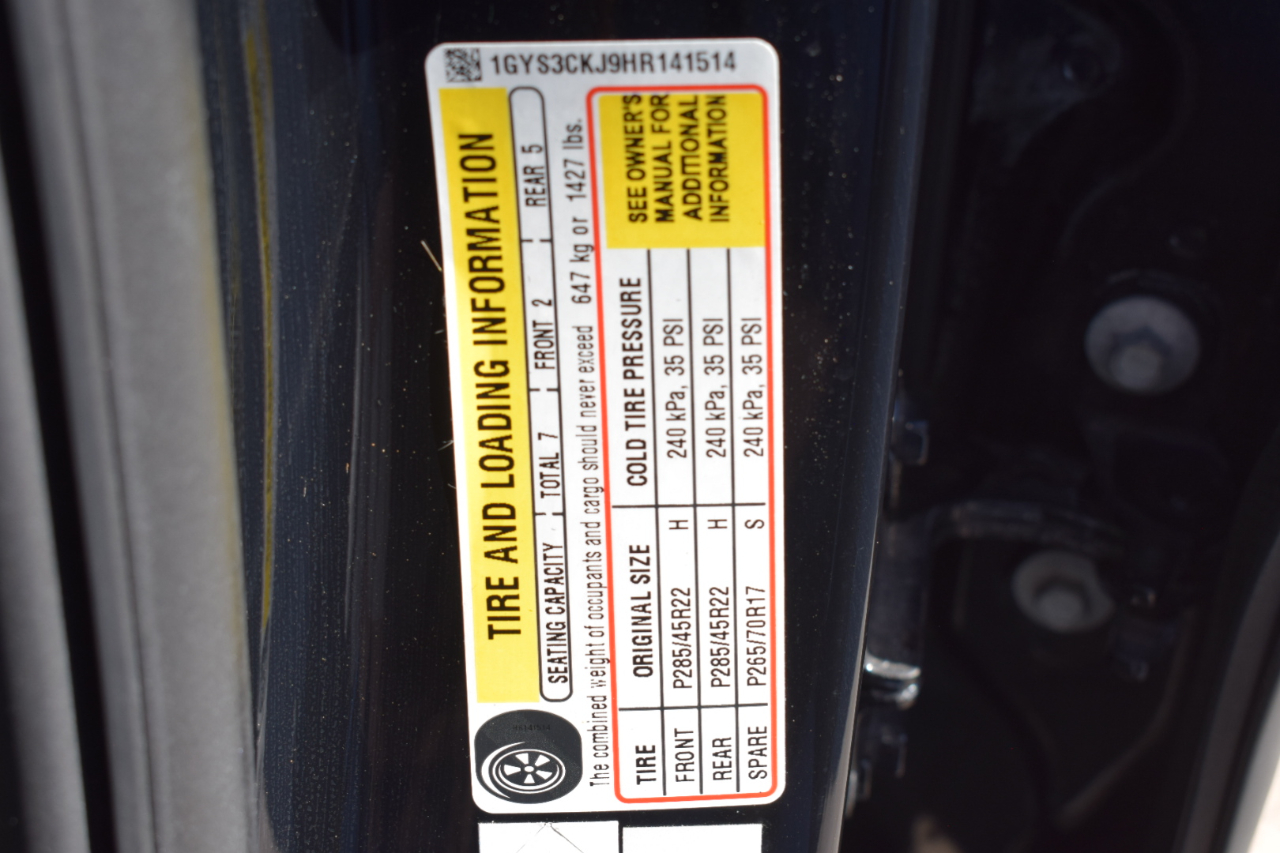 1GYS3CKJ9HR141514
TIRE AND LOADING INFORMATION
SEATING CAPACITY TOTAL 7 FRONT 2 REAR 5
The combined weight of occupants and cargo should never exceed 647 kg or 1427 lbs.
TIRE ORIGINAL SIZE COLD TIRE PRESSURE
FRONT P285/45R22 H 240 kPa, 35 PSI
REAR P285/45R22 H 240 kPa, 35 PSI
SPARE P265/70R17 S 240 kPa, 35 PSI
SEE OWNER'S
MANUAL FOR
ADDITIONAL
INFORMATION